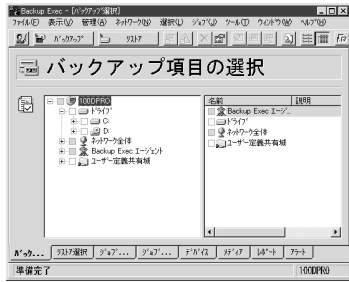 Backup Exec - [バックアップ選択]
ファイル(F) 表示(V) 管理(A) ネットワーク(W) 選択(L) ジョブ(J) ツール(T) ウィンドウ(W) ヘルプ(H)
バックアップ リストア
バックアップ項目の選択
100DPRO
ドライブ
C:
D:
ネットワーク全体
Backup Exec エージェント
ユーザー定義共有域
名前 説明
Backup Exec エージ...
ドライブ
ネットワーク全体
ユーザー定義共有域
バック... リストア選択 ジョブ... ジョブ... デバイス メディア レポート アラート
準備完了 100DPRO